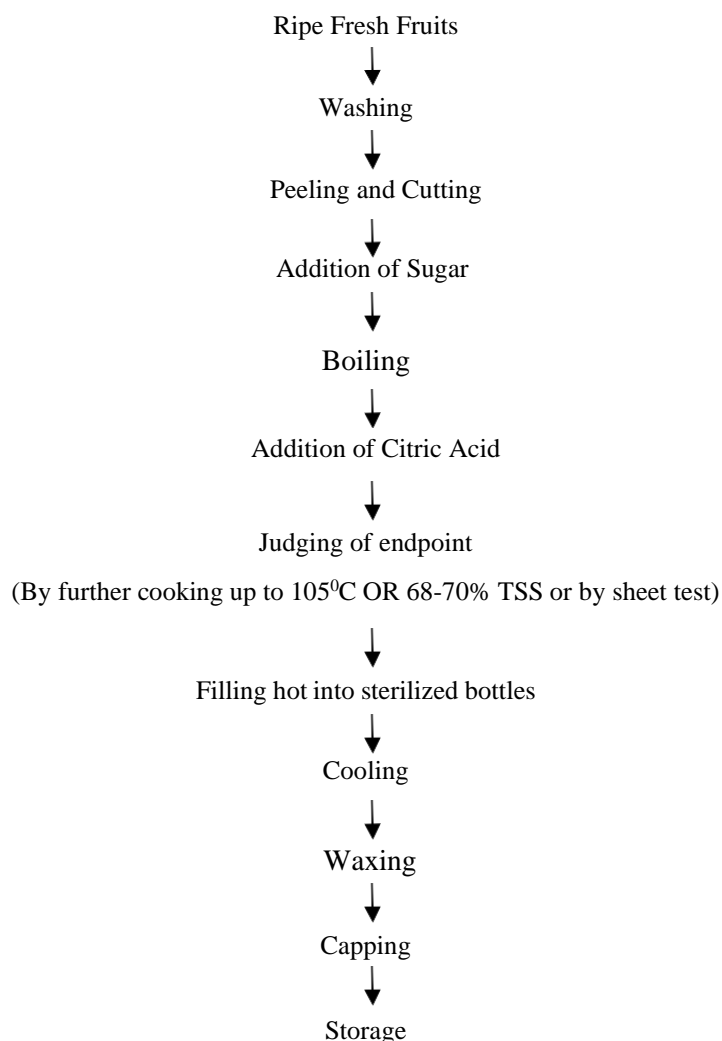 Ripe Fresh Fruits
Washing
Peeling and Cutting
Addition of Sugar
Boiling
Addition of Citric Acid
Judging of endpoint
(By further cooking up to 105⁰C OR 68-70% TSS or by sheet test)
Filling hot into sterilized bottles
Cooling
Waxing
Capping
Storage